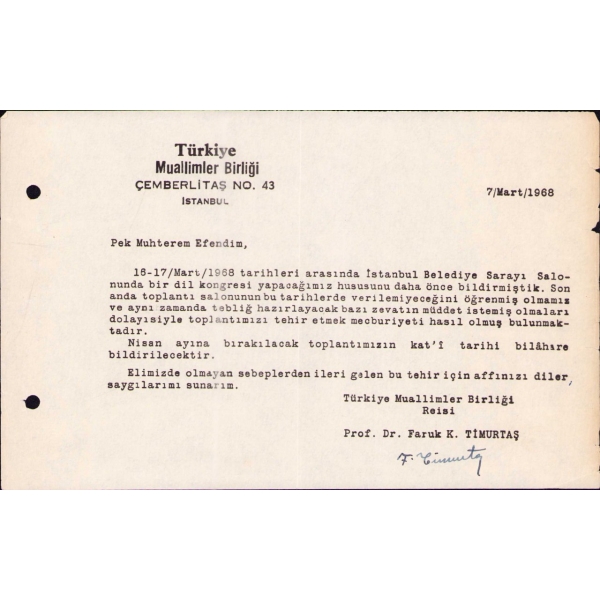 Türkiye
Muallimler Birliği
ÇEMBERLİTAŞ NO. 43
İSTANBUL
7/Mart/1968
Pek Muhterem Efendim,
16-17/Mart/1968 tarihleri arasında İstanbul Belediye Sarayı Salo-
nunda bir dil kongresi yapacağımız hususunu daha önce bildirmiştik. Son
anda toplantı salonunun bu tarihlerde verilemiyeceğini öğrenmiş olmamız
ve aynı zamanda tebliğ hazırlayacak bazı zevatın müddet istemiş olmaları
dolayisiyle toplantımızı tehir etmek mecburiyeti hasıl olmuş bulunmak-
tadır.
Nisan ayına bırakılacak toplantımızın kat'î tarihi bilâhare
bildirilecektir.
Elimizde olmayan sebeplerden ileri gelen bu tehir için affınızı diler,
saygılarımı sunarım.
Türkiye Muallimler Birliği
Reisi
Prof. Dr. Faruk K. TİMURTAŞ
F. Timurtaş